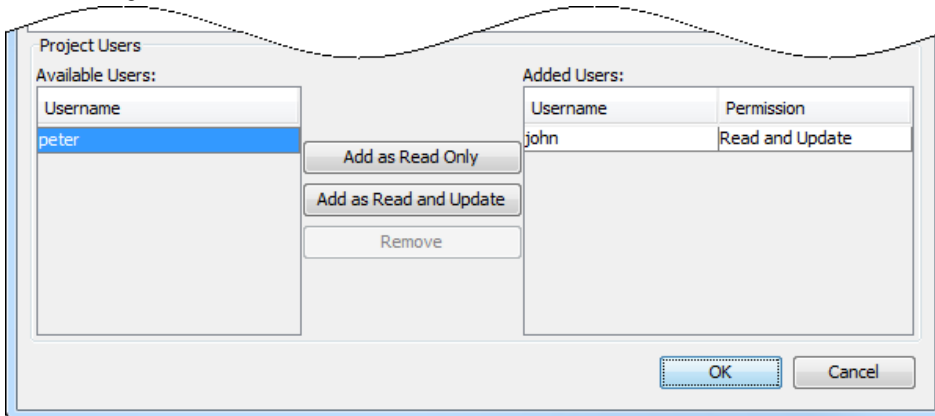 Project Users
Available Users:
Added Users:
Username
Username Permission
peter
john Read and Update
Add as Read Only
Add as Read and Update
Remove
OK Cancel